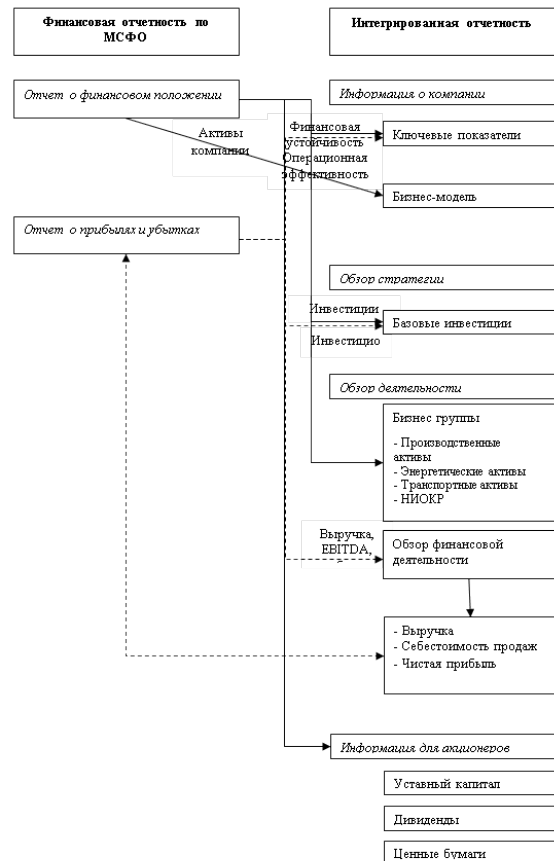 Финансовая отчетность по
МСФО
Интегрированная отчетность
Отчет о финансовом положении
Информация о компании
Активы
компании
Финансовая
устойчивость
Операционная
эффективность
Ключевые показатели
Бизнес-модель
Отчет о прибылях и убытках
Обзор стратегии
Инвестиции
Базовые инвестиции
Инвестицио
Обзор деятельности
Бизнес группы
- Производственные
активы
- Энергетические активы
- Транспортные активы
- НИОКР
Выручка,
EBITDA,
Обзор финансовой
деятельности
- Выручка
- Себестоимость продаж
- Чистая прибыль
Информация для акционеров
Уставный капитал
Дивиденды
Ценные бумаги